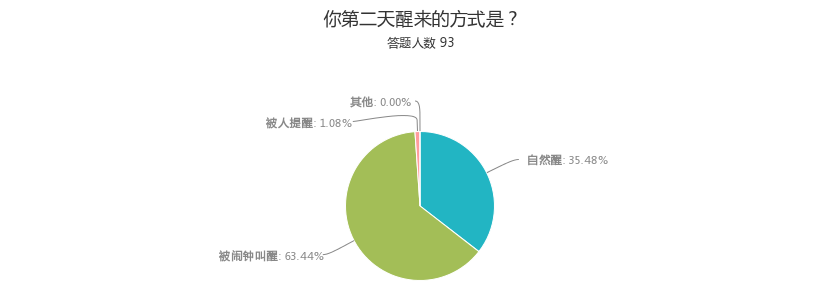 你第二天醒来的方式是？
答题人数 93
其他: 0.00%
被人提醒: 1.08%
自然醒: 35.48%
被闹钟叫醒: 63.44%